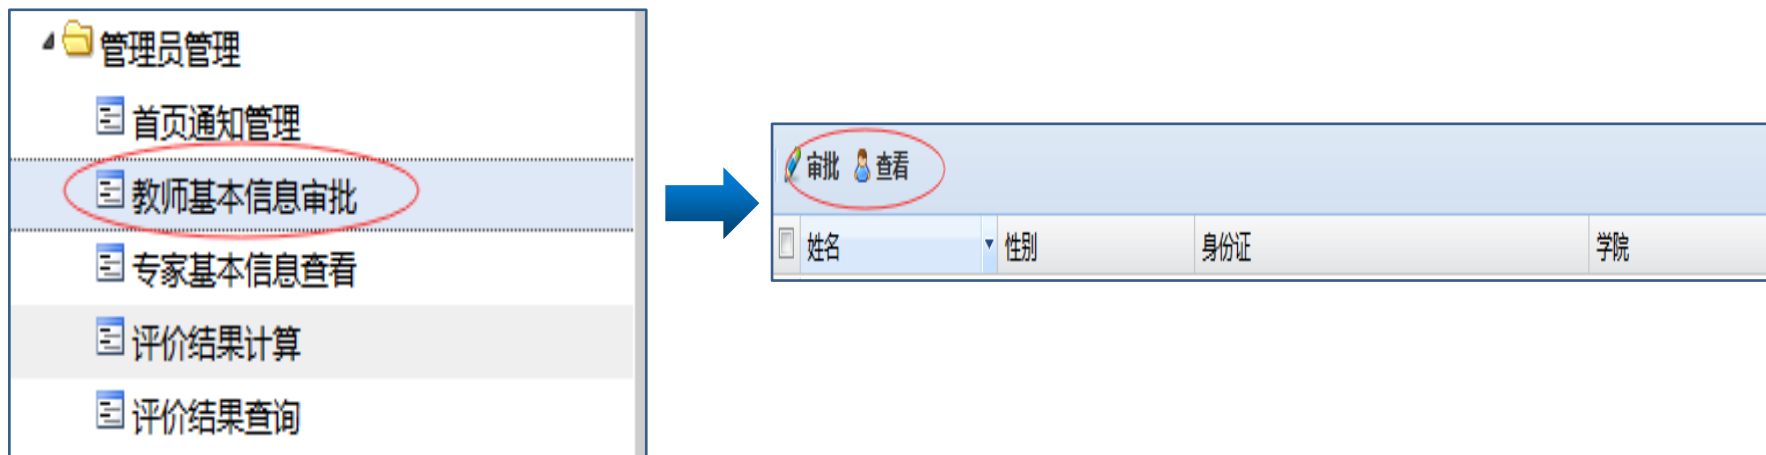 管理员管理
首页通知管理
教师基本信息审批
专家基本信息查看
评价结果计算
评价结果查询
审批 查看
姓名 性别 身份证 学院